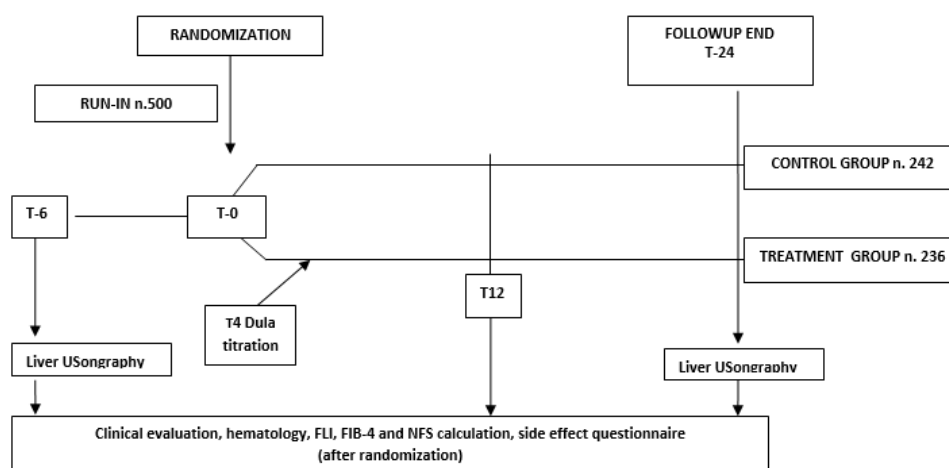 RANDOMIZATION
FOLLOWUP END
T-24
RUN-IN n.500
CONTROL GROUP n. 242
T-6
T-0
TREATMENT GROUP n. 236
T12
T4 Dula
titration
Liver USongraphy
Liver USongraphy
Clinical evaluation, hematology, FLI, FIB-4 and NFS calculation, side effect questionnaire
(after randomization)